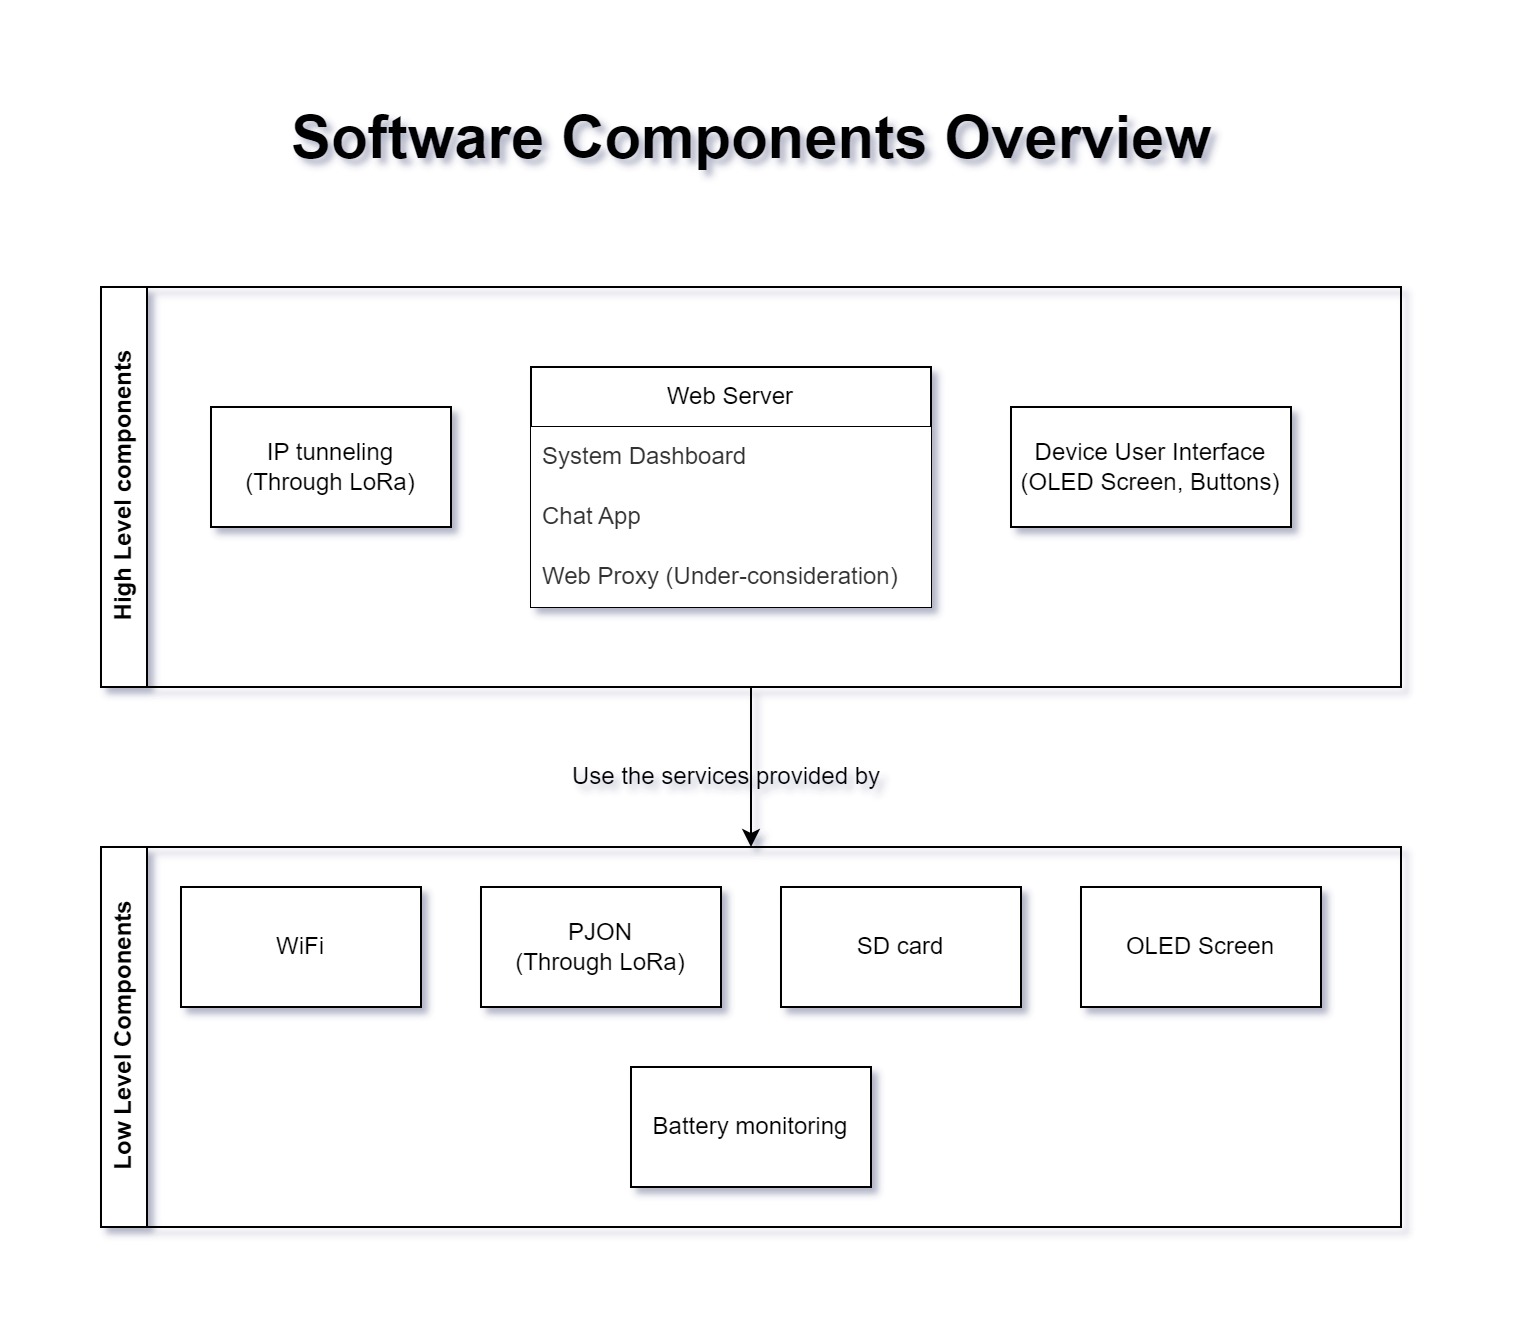 Software Components Overview
High Level components
IP tunneling
(Through LoRa)
Web Server
System Dashboard
Chat App
Web Proxy (Under-consideration)
Device User Interface
(OLED Screen, Buttons)
Use the services provided by
Low Level Components
WiFi
PJON
(Through LoRa)
SD card
OLED Screen
Battery monitoring